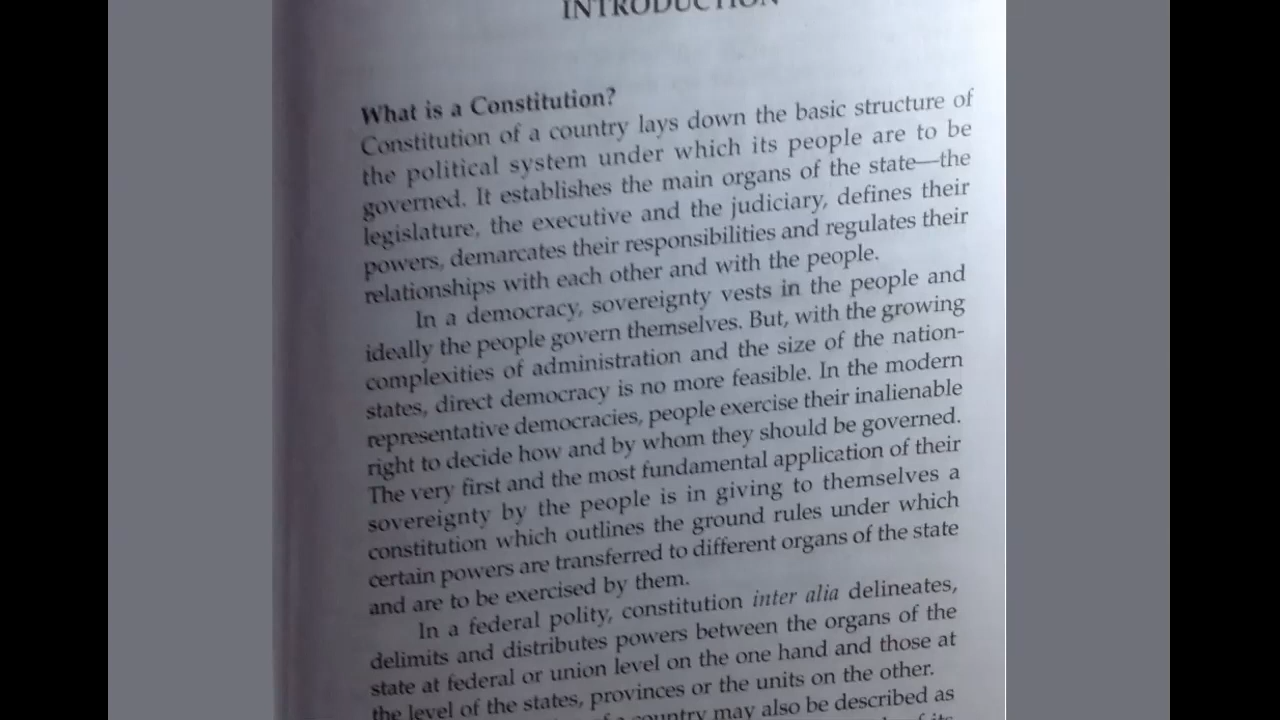 INTRODUCTION
What is a Constitution?
Constitution of a country lays down the basic structure of
the political system under which its people are to be
governed. It establishes the main organs of the state—the
legislature, the executive and the judiciary, defines their
powers, demarcates their responsibilities and regulates their
relationships with each other and with the people.
In a democracy, sovereignty vests in the people and
ideally the people govern themselves. But, with the growing
complexities of administration and the size of the nation-
states, direct democracy is no more feasible. In the modern
representative democracies, people exercise their inalienable
right to decide how and by whom they should be governed.
The very first and the most fundamental application of their
sovereignty by the people is in giving to themselves a
constitution which outlines the ground rules under which
certain powers are transferred to different organs of the state
and are to be exercised by them.
In a federal polity, constitution inter alia delineates,
delimits and distributes powers between the organs of the
state at federal or union level on the one hand and those at
the level of the states, provinces or the units on the other.
country may also be described as